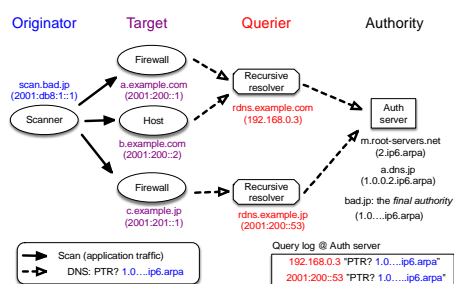 Originator
Target
Querier
Authority
scan.bad.jp
(2001:db8:1::1)
Scanner
Firewall
a.example.com
(2001:200::1)
Host
b.example.com
(2001:200::2)
Firewall
c.example.jp
(2001:201::1)
Recursive
resolver
rdns.example.com
(192.168.0.3)
Recursive
resolver
rdns.example.jp
(2001:200::53)
Auth
server
m.root-servers.net
(2.ip6.arpa)
a.dns.jp
(1.0.0.2.ip6.arpa)
bad.jp: the final authority
(1.0....ip6.arpa)
Scan (application traffic)
DNS: PTR? 1.0....ip6.arpa
Query log @ Auth server
192.168.0.3 "PTR? 1.0....ip6.arpa"
2001:200::53 "PTR? 1.0.....ip6.arpa"